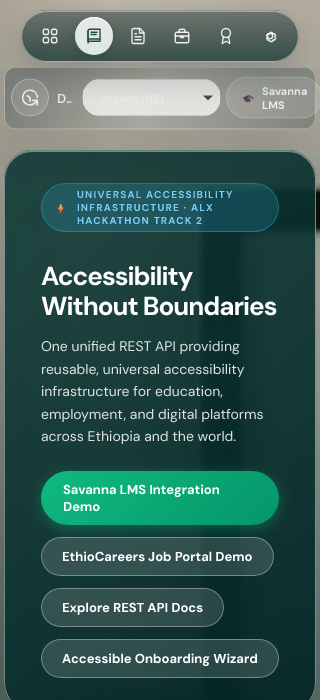 D..
English (US)
Savanna
LMS
UNIVERSAL ACCESSIBILITY
INFRASTRUCTURE · ALX
HACKATHON TRACK 2
Accessibility
Without Boundaries
One unified REST API providing
reusable, universal accessibility
infrastructure for education,
employment, and digital platforms
across Ethiopia and the world.
Savanna LMS Integration
Demo
EthioCareers Job Portal Demo
Explore REST API Docs
Accessible Onboarding Wizard